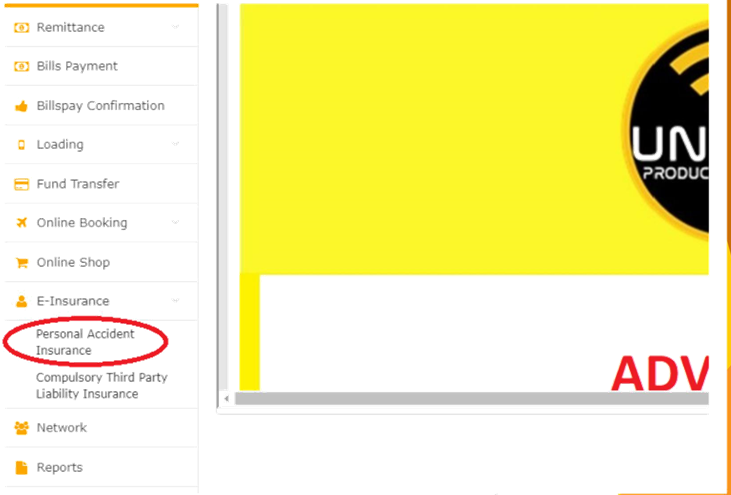 Remittance
Bills Payment
Billspay Confirmation
Loading
Fund Transfer
Online Booking
Online Shop
E-Insurance
Personal Accident
Insurance
Compulsory Third Party
Liability Insurance
Network
Reports
UN
PRODUC
ADV